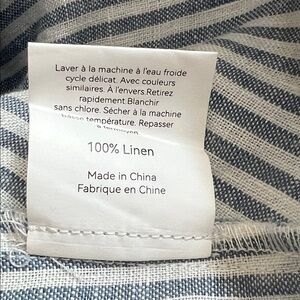 Laver à la machine à l'eau froide
cycle délicat. Avec couleurs
similaires. À l'envers Retirez
rapidement Blanchir
sans chlore. Sécher à la machine
température. Repasser
100% Linen
Made in China
Fabrique en Chine